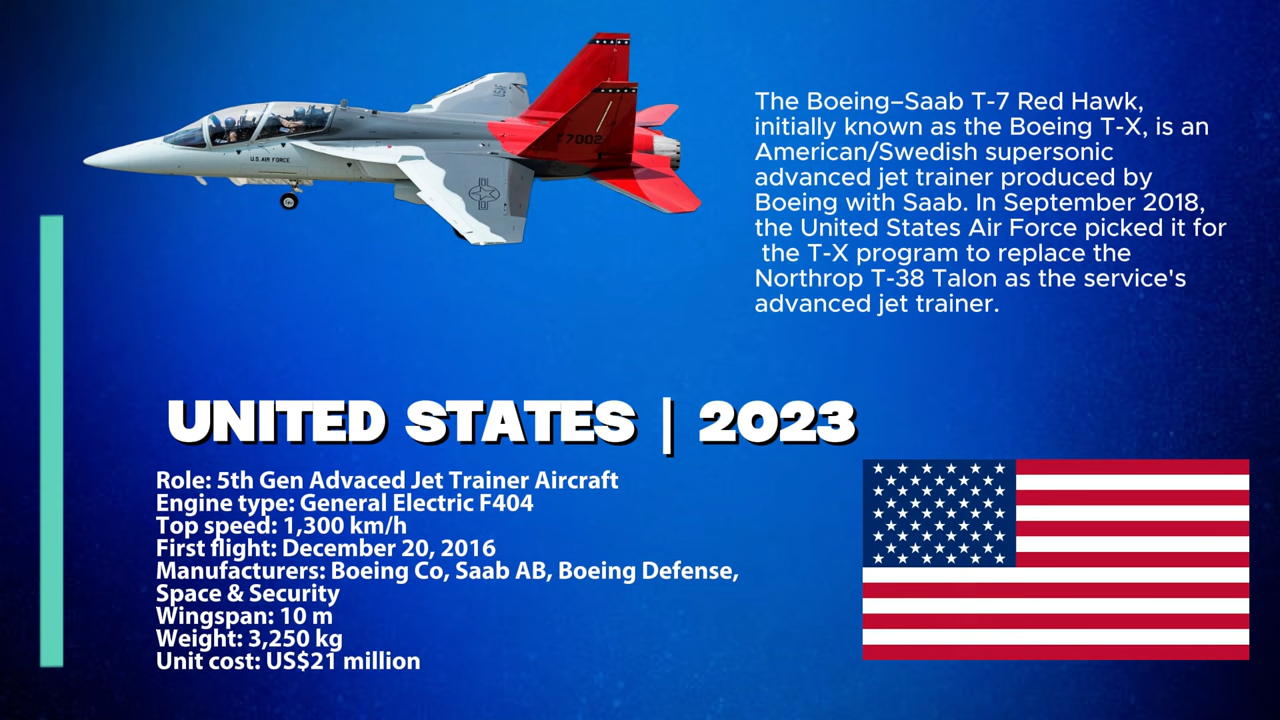 The Boeing–Saab T-7 Red Hawk,
initially known as the Boeing T-X, is an
American/Swedish supersonic
advanced jet trainer produced by
Boeing with Saab. In September 2018,
the United States Air Force picked it for
the T-X program to replace the
Northrop T-38 Talon as the service's
advanced jet trainer.
U.S. AIR FORCE
7002
UNITED STATES | 2023
Role: 5th Gen Advaced Jet Trainer Aircraft
Engine type: General Electric F404
Top speed: 1,300 km/h
First flight: December 20, 2016
Manufacturers: Boeing Co, Saab AB, Boeing Defense,
Space & Security
Wingspan: 10 m
Weight: 3,250 kg
Unit cost: US$21 million